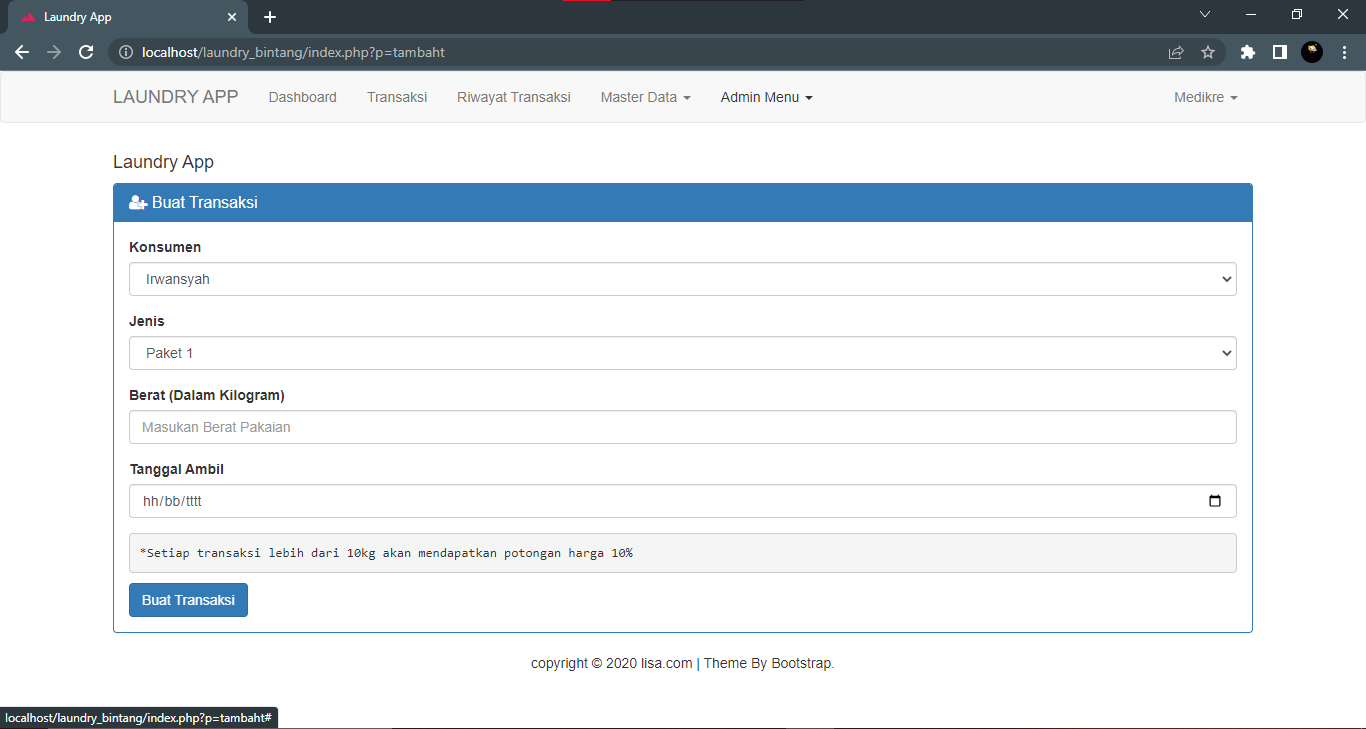 Laundry App
localhost/laundry_bintang/index.php?p=tambaht
LAUNDRY APP Dashboard Transaksi Riwayat Transaksi Master Data Admin Menu Medikre
Laundry App
Buat Transaksi
Konsumen
Irwansyah
Jenis
Paket 1
Berat (Dalam Kilogram)
Masukan Berat Pakaian
Tanggal Ambil
hh/bb/tttt
*Setiap transaksi lebih dari 10kg akan mendapatkan potongan harga 10%
Buat Transaksi
copyright © 2020 lisa.com | Theme By Bootstrap.
localhost/laundry_bintang/index.php?p=tambaht#